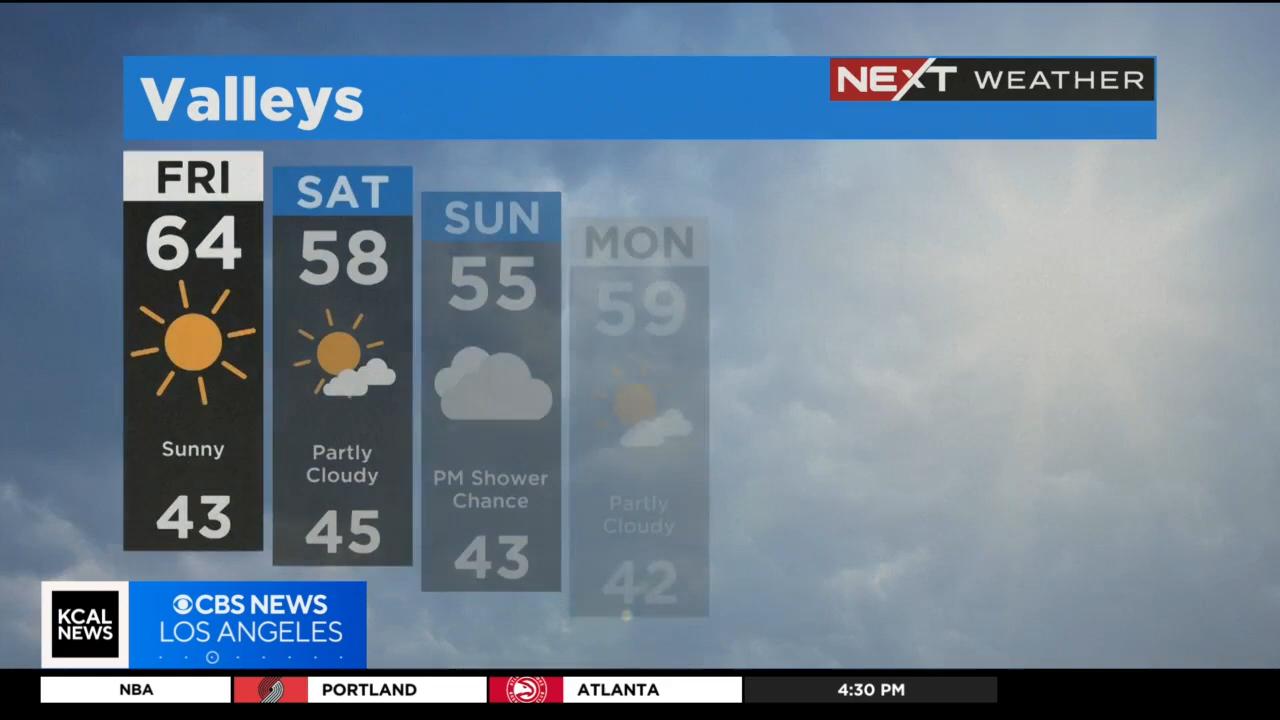 Valleys
NEXT WEATHER
FRI
64
Sunny
43
SAT
58
Partly
Cloudy
45
SUN
55
PM Shower
Chance
43
MON
59
Partly
Cloudy
42
KCAL
NEWS
CBS NEWS
LOS ANGELES
NBA PORTLAND ATLANTA 4:30 PM